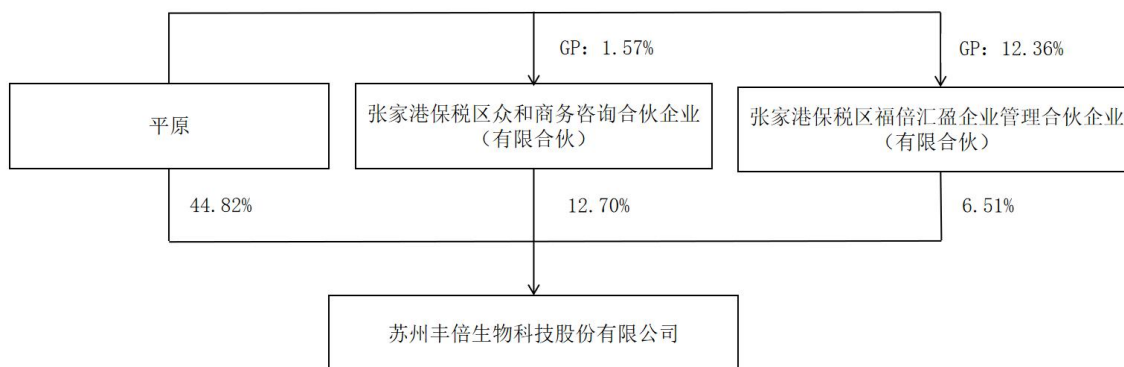 GP: 1.57%
GP: 12.36%
平原
张家港保税区众和商务咨询合伙企业
（有限合伙）
张家港保税区福倍汇盈企业管理合伙企业
（有限合伙）
44.82%
12.70%
6.51%
苏州丰倍生物科技股份有限公司